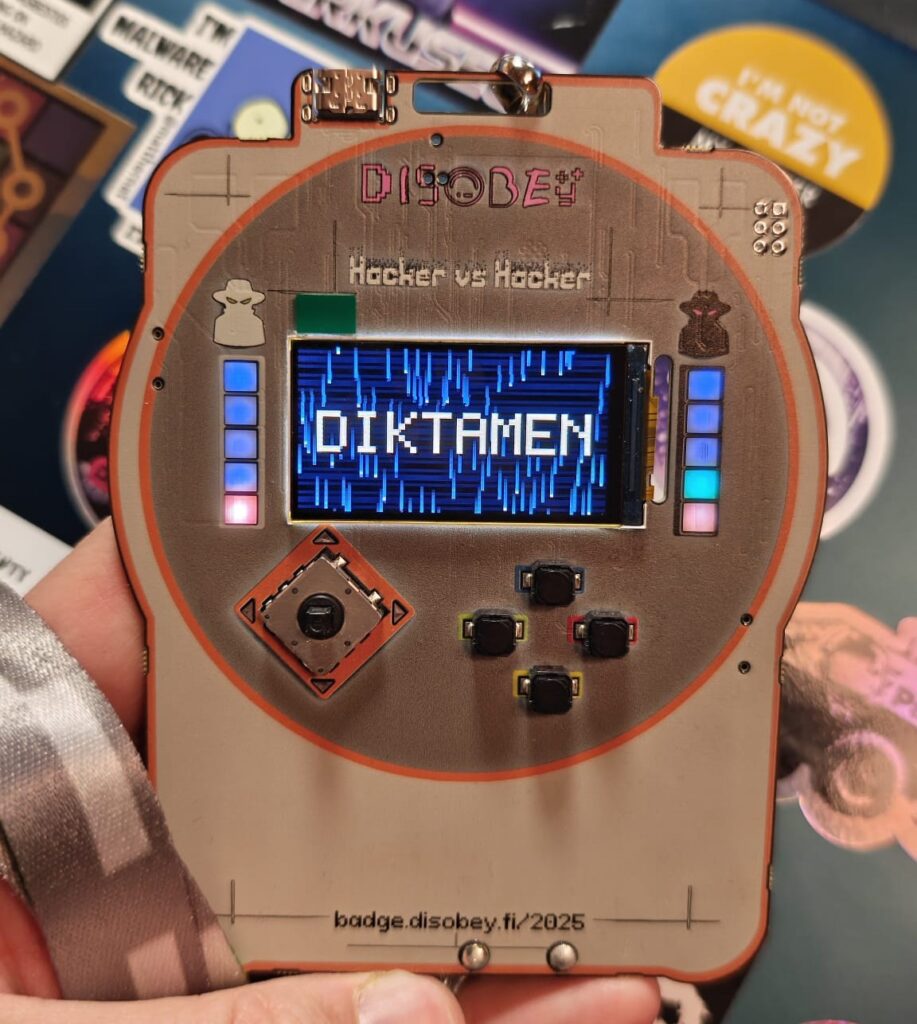 I'M
MALWARE
RICK
I'M NOT
CRAZY
DISOBEY
Hacker vs Hacker
DIKTAMEN
badge.disobey.fi/2025